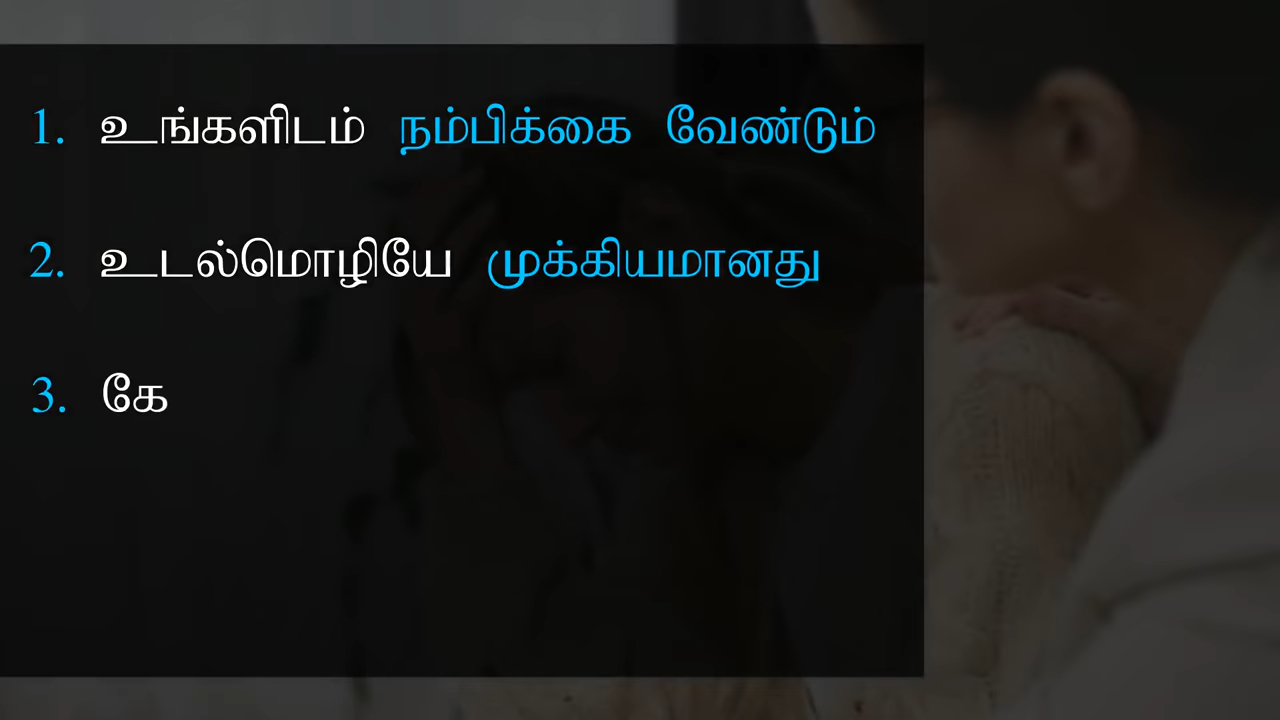 1. உங்களிடம் நம்பிக்கை வேண்டும்
2. உடல்மொழியே முக்கியமானது
3. கே